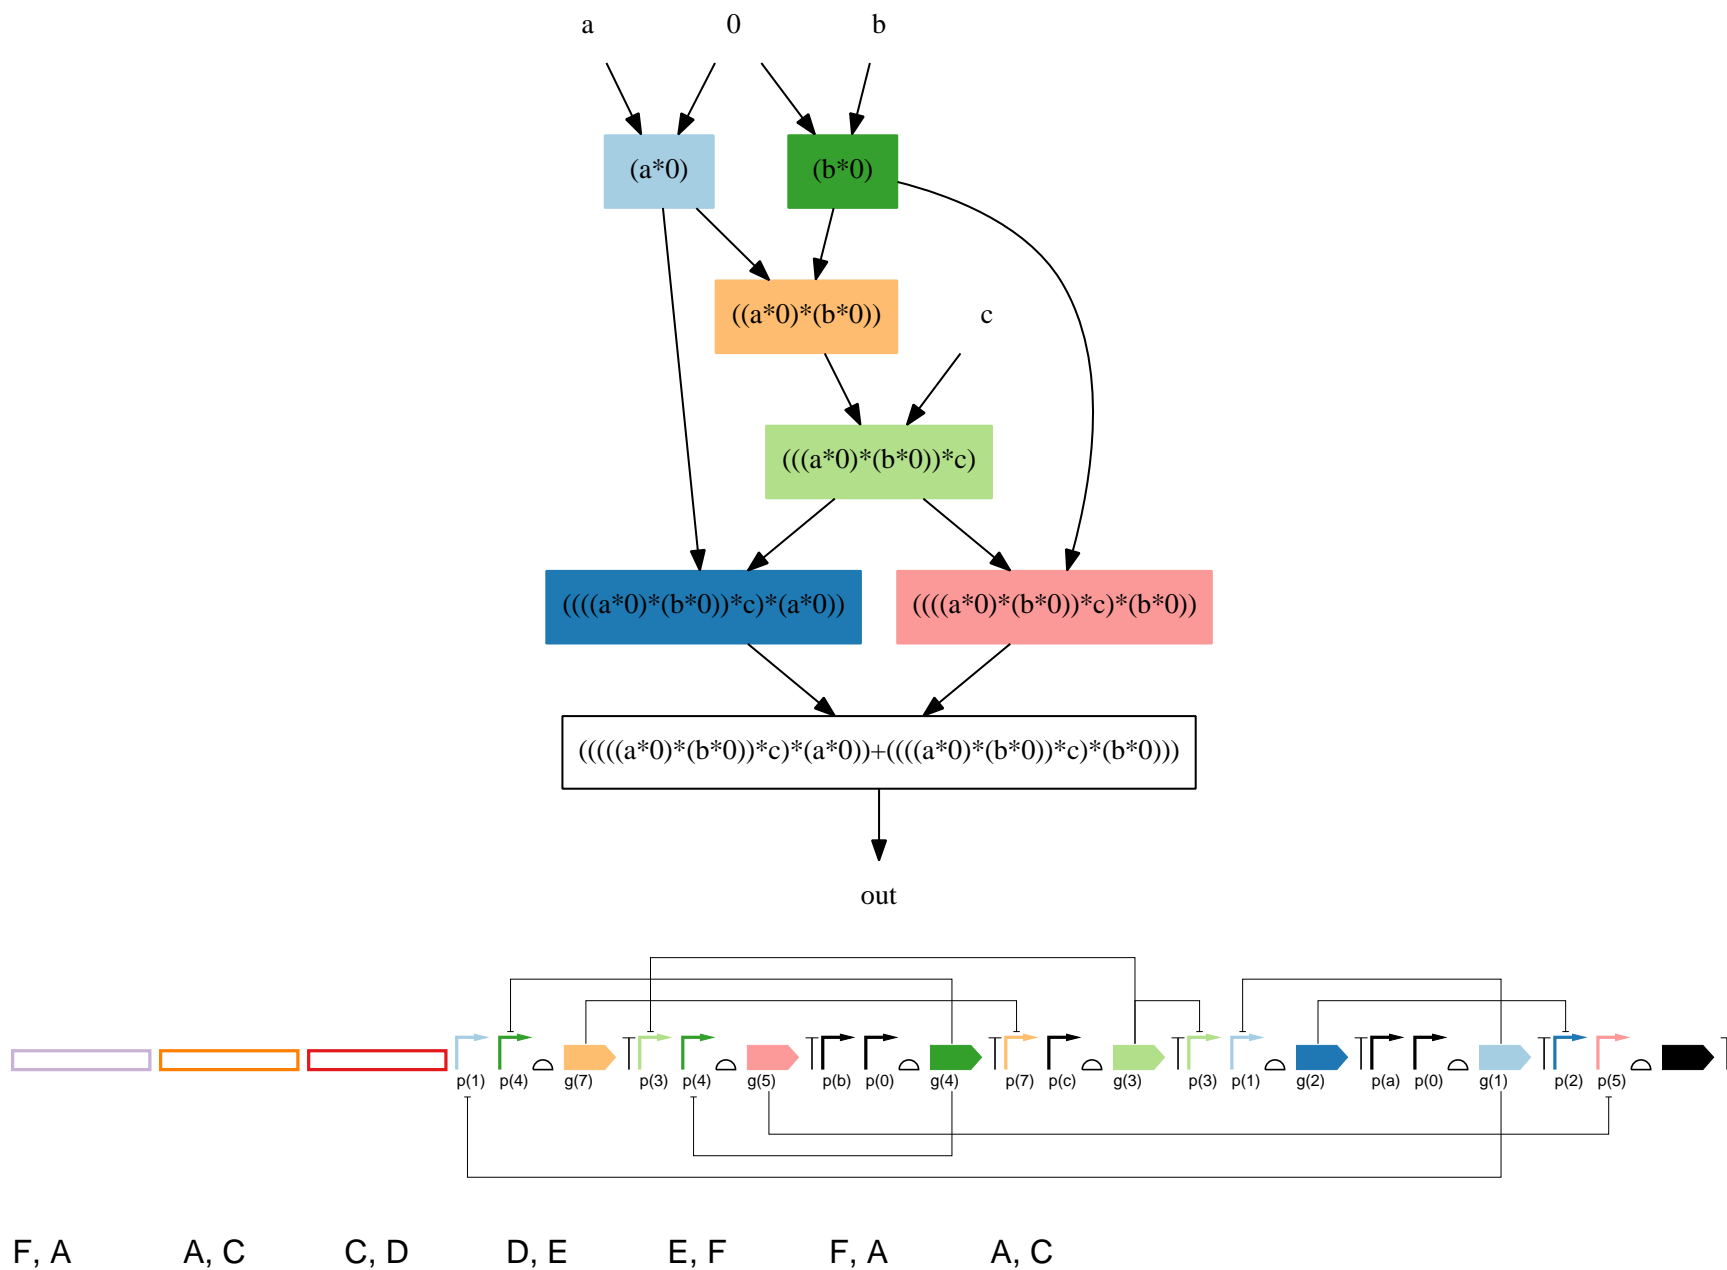 a 0 b
(a*0) (b*0)
((a*0)*(b*0)) c
(((a*0)*(b*0))*c)
((((a*0)*(b*0))*c)*(a*0)) ((((a*0)*(b*0))*c)*(b*0))
(((((a*0)*(b*0))*c)*(a*0))+((((a*0)*(b*0))*c)*(b*0)))
out
p(1) p(4) g(7) p(3) p(4) g(5) p(b) p(0) g(4) p(7) p(c) g(3) p(3) p(1) g(2) p(a) p(0) g(1) p(2) p(5)
F, A A, C C, D D, E E, F F, A A, C